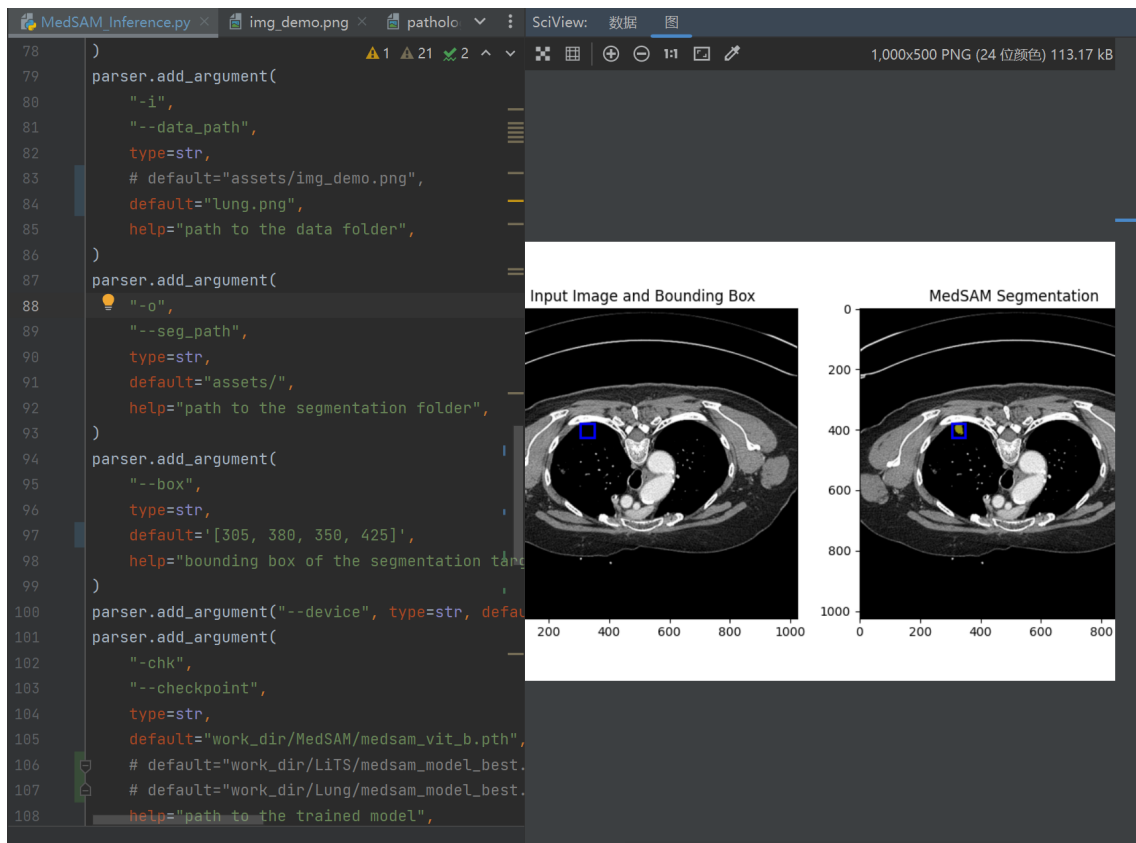 MedSAM_Inference.py
img_demo.png
patholo
SciView: 数据 图
1 21 2
1:1
1,000x500 PNG (24 位颜色) 113.17 kB
78 )
79 parser.add_argument(
80 "-i",
81 "--data_path",
82 type=str,
83 # default="assets/img_demo.png",
84 default="lung.png",
85 help="path to the data folder",
86 )
87 parser.add_argument(
88 "-o",
89 "--seg_path",
90 type=str,
91 default="assets/",
92 help="path to the segmentation folder",
93 )
94 parser.add_argument(
95 "--box",
96 type=str,
97 default='[305, 380, 350, 425]',
98 help="bounding box of the segmentation targ
99 )
100 parser.add_argument("--device", type=str, defau
101 parser.add_argument(
102 "-chk",
103 "--checkpoint",
104 type=str,
105 default="work_dir/MedSAM/medsam_vit_b.pth",
106 # default="work_dir/LiTS/medsam_model_best.
107 # default="work_dir/Lung/medsam_model_best.
108 help="path to the trained model",
Input Image and Bounding Box
200 400 600 800 1000
MedSAM Segmentation
0
200
400
600
800
1000
0 200 400 600 800